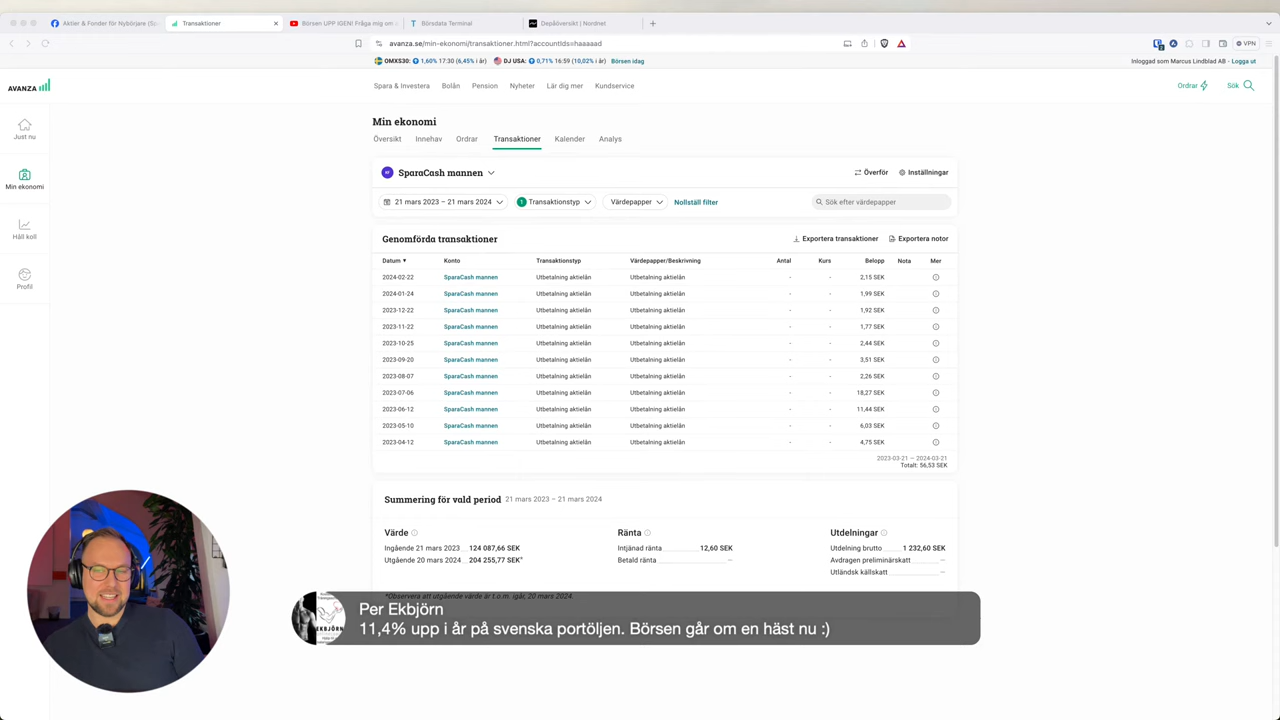 Aktier & Fonder för Nybörjare (Sp
Transaktioner
Börsen UPP IGEN! Fråga mig om
Börsdata Terminal
Depåöversikt | Nordnet
avanza.se/min-ekonomi/transaktioner.html?accountIds=haaaaad
VPN
OMXS30: 1,60% 17:30 (6,45% i år)
DJ USA: 0,71% 16:59 (10,02% i år)
Börsen idag
Inloggad som Marcus Lindblad AB - Logga ut
AVANZA
Spara & Investera Bolån Pension Nyheter Lär dig mer Kundservice
Ordrar
Sök
Just nu
Min ekonomi
Håll koll
Profil
Min ekonomi
Översikt Innehav Ordrar Transaktioner Kalender Analys
SparaCash mannen
Överför
Inställningar
21 mars 2023 – 21 mars 2024
1 Transaktionstyp
Värdepapper
Nollställ filter
Sök efter värdepapper
Genomförda transaktioner
Exportera transaktioner
Exportera notor
Datum ▼ Konto Transaktionstyp Värdepapper/Beskrivning Antal Kurs Belopp Nota Mer
2024-02-22 SparaCash mannen Utbetalning aktielån Utbetalning aktielån - - 2,15 SEK
2024-01-24 SparaCash mannen Utbetalning aktielån Utbetalning aktielån - - 1,99 SEK
2023-12-22 SparaCash mannen Utbetalning aktielån Utbetalning aktielån - - 1,92 SEK
2023-11-22 SparaCash mannen Utbetalning aktielån Utbetalning aktielån - - 1,77 SEK
2023-10-25 SparaCash mannen Utbetalning aktielån Utbetalning aktielån - - 2,44 SEK
2023-09-20 SparaCash mannen Utbetalning aktielån Utbetalning aktielån - - 3,51 SEK
2023-08-07 SparaCash mannen Utbetalning aktielån Utbetalning aktielån - - 2,26 SEK
2023-07-06 SparaCash mannen Utbetalning aktielån Utbetalning aktielån - - 18,27 SEK
2023-06-12 SparaCash mannen Utbetalning aktielån Utbetalning aktielån - - 11,44 SEK
2023-05-10 SparaCash mannen Utbetalning aktielån Utbetalning aktielån - - 6,03 SEK
2023-04-12 SparaCash mannen Utbetalning aktielån Utbetalning aktielån - - 4,75 SEK
2023-03-21 — 2024-03-21
Totalt: 56,53 SEK
Summering för vald period 21 mars 2023 – 21 mars 2024
Värde
Ingående 21 mars 2023 124 087,66 SEK
Utgående 20 mars 2024 204 255,77 SEK*
Ränta
Intjänad ränta 12,60 SEK
Betald ränta —
Utdelningar
Utdelning brutto 1 232,60 SEK
Avdragen preliminärskatt —
Utländsk källskatt —
*Observera att utgående värde är t.o.m. igår, 20 mars 2024
EKBJÖRN
Per Ekbjörn
11,4% upp i år på svenska portöljen. Börsen går om en häst nu :)